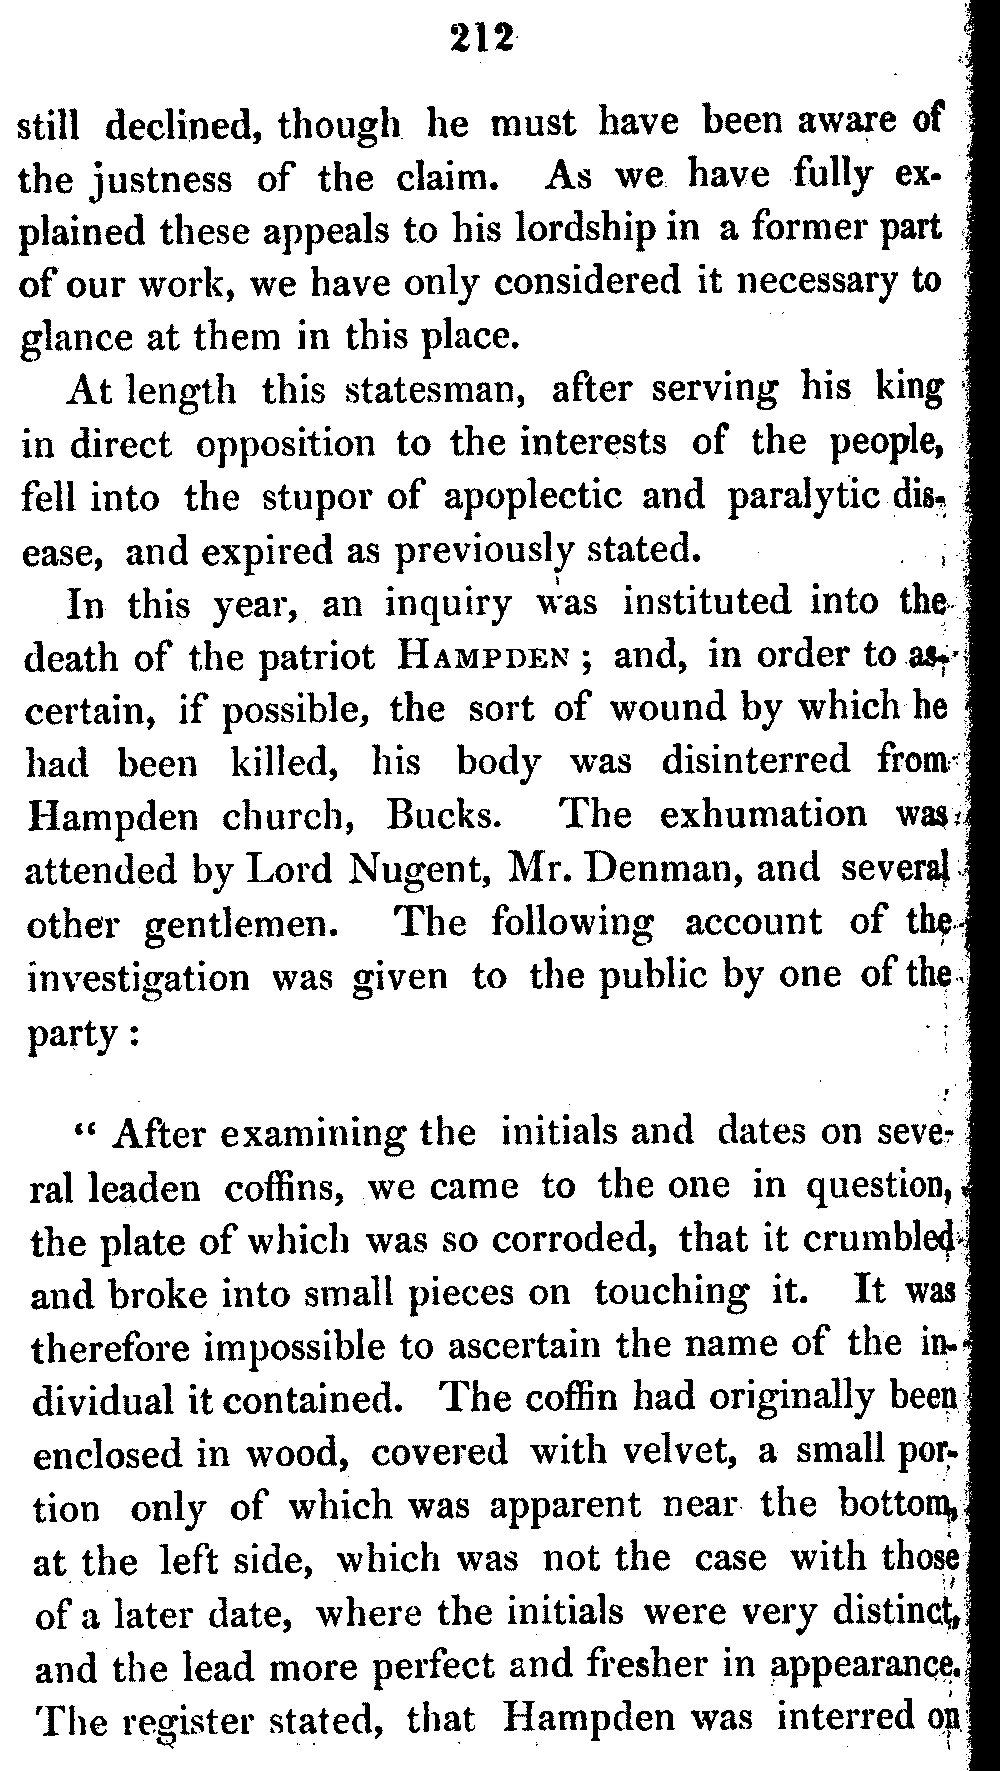 212
still declined, though he must have been aware of
the justness of the claim. As we have fully ex-
plained these appeals to his lordship in a former part
of our work, we have only considered it necessary to
glance at them in this place.
At length this statesman, after serving his king
in direct opposition to the interests of the people,
fell into the stupor of apoplectic and paralytic dis-
ease, and expired as previously stated.
In this year, an inquiry was instituted into the
death of the patriot HAMPDEN ; and, in order to as-
certain, if possible, the sort of wound by which he
had been killed, his body was disinterred from
Hampden church, Bucks. The exhumation was
attended by Lord Nugent, Mr. Denman, and several
other gentlemen. The following account of the
investigation was given to the public by one of the
party :
“ After examining the initials and dates on seve-
ral leaden coffins, we came to the one in question,
the plate of which was so corroded, that it crumbled
and broke into small pieces on touching it. It was
therefore impossible to ascertain the name of the in-
dividual it contained. The coffin had originally been
enclosed in wood, covered with velvet, a small por-
tion only of which was apparent near the bottom,
at the left side, which was not the case with those
of a later date, where the initials were very distinct,
and the lead more perfect and fresher in appearance.
The register stated, that Hampden was interred on